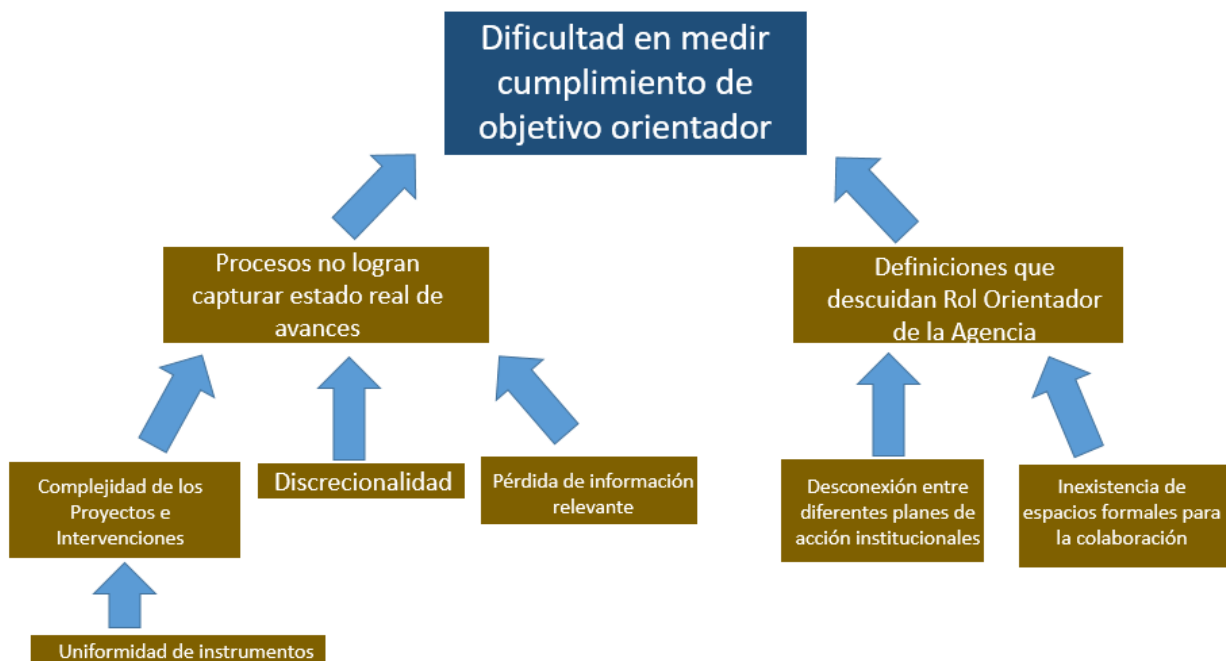 Dificultad en medir
cumplimiento de
objetivo orientador
Procesos no logran
capturar estado real de
avances
Definiciones que
descuidan Rol Orientador
de la Agencia
Complejidad de los
Proyectos e
Intervenciones
Discrecionalidad
Pérdida de información
relevante
Desconexión entre
diferentes planes de
acción institucionales
Inexistencia de
espacios formales para
la colaboración
Uniformidad de instrumentos